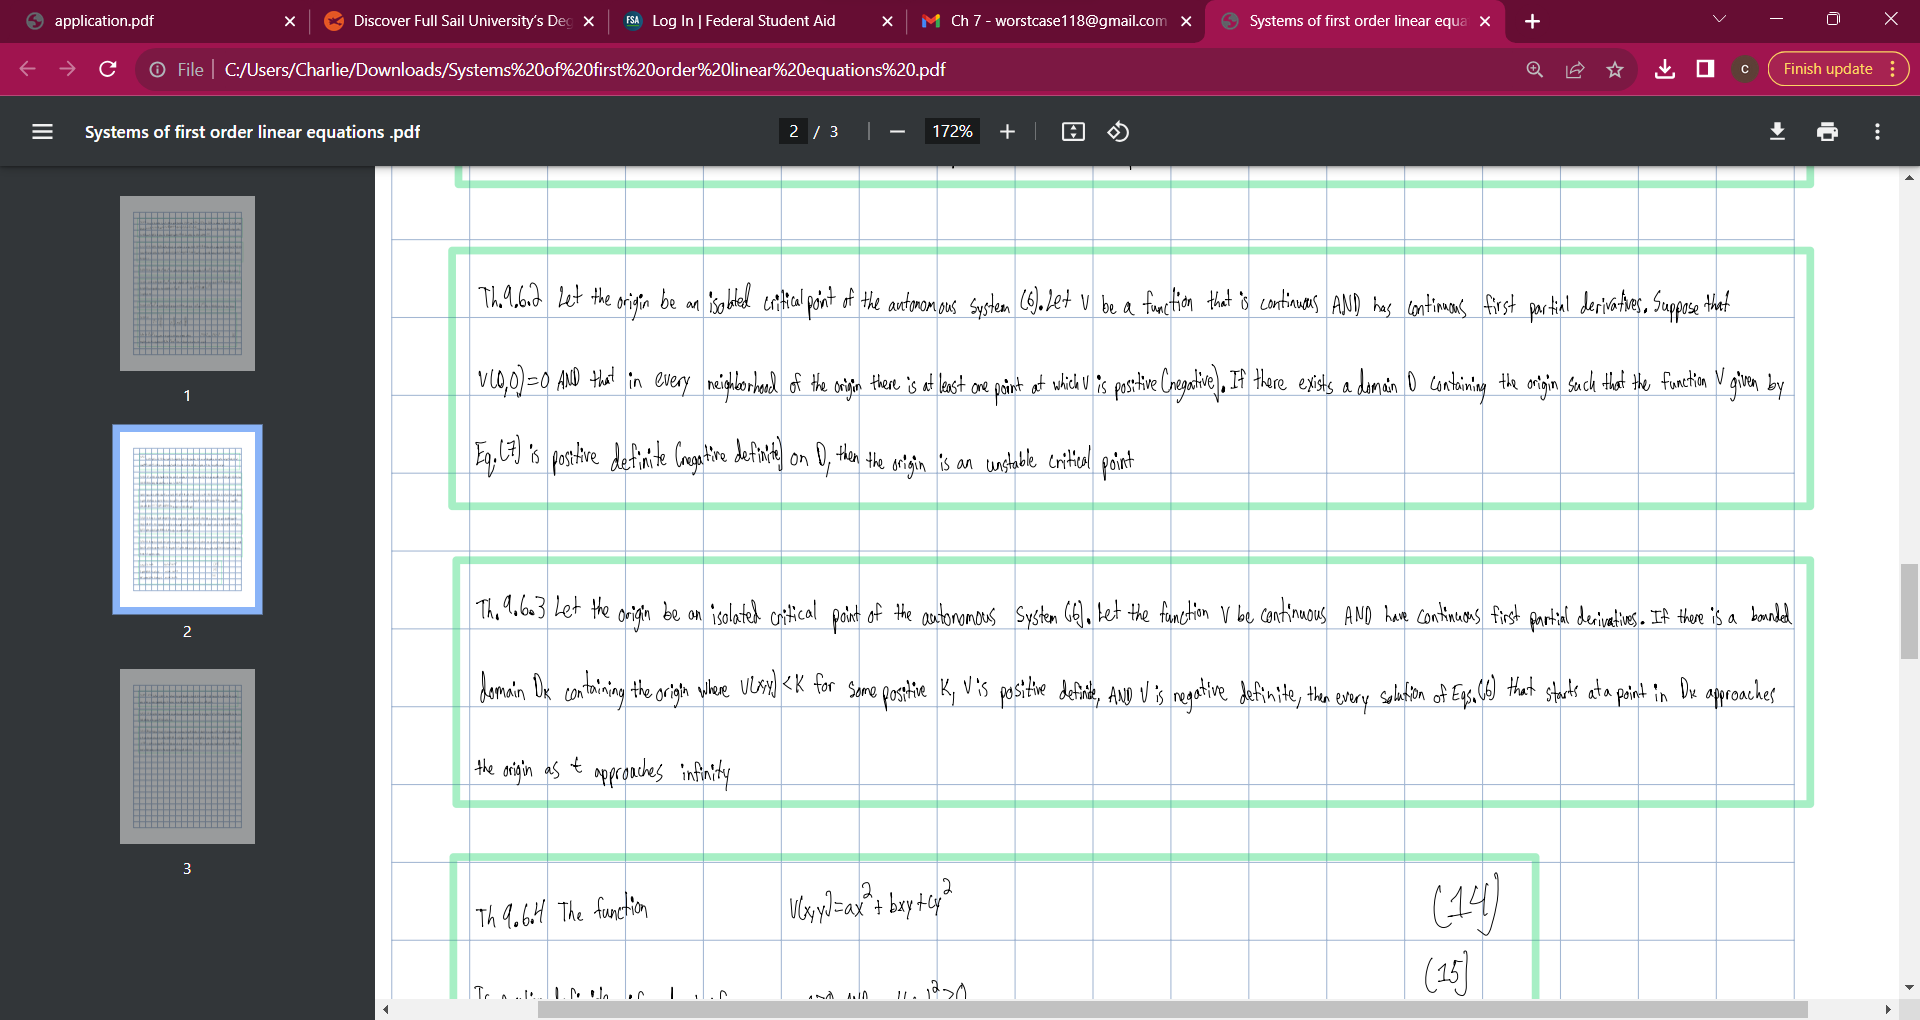 application.pdf
Discover Full Sail University's Deg
FSA
Log In | Federal Student Aid
Ch 7 - worstcase118@gmail.com
Systems of first order linear equa
File
C:/Users/Charlie/Downloads/Systems%20of%20first%20order%20linear%20equations%20.pdf
C
Finish update
Systems of first order linear equations .pdf
2 / 3
172%
1
2
3
Th.9.6.2 Let the origin be an isolated critical point of the autonomous system (6). Let V be a function that is continuous AND has continuous first partial derivatives. Suppose that
V(0,0)=0 AND that in every neighborhood of the origin there is at least one point at which V is positive (negative). If there exists a domain D containing the origin such that the function V given by
Eq.(7) is positive definite (negative definite) on D, then the origin is an unstable critical point
Th.9.6.3 Let the origin be an isolated critical point of the autonomous System (6). Let the function V be continuous AND have continuous first partial derivatives. If there is a bounded
domain Dk containing the origin where V(x,y)<K for some positive K, V is positive definite, AND V is negative definite, then every solution of Eqs.(6) that starts at a point in Dk approaches
the origin as t approaches infinity
Th 9.6.4 The function V(x,y)=ax²+bxy+cy² (14)
(15)